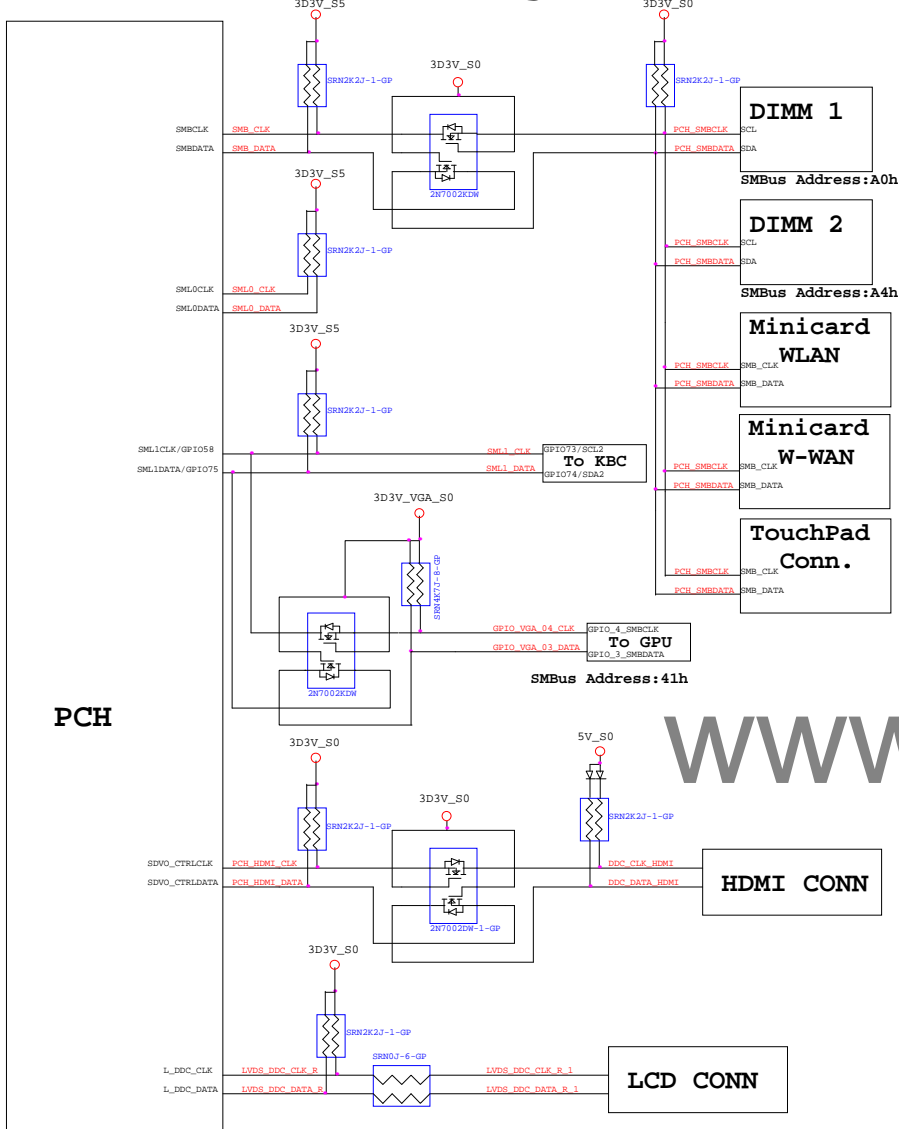 3D3V_S5
3D3V_S0
SRN2K2J-1-GP
3D3V_S0
SRN2K2J-1-GP
DIMM 1
SMBCLK SMB_CLK PCH_SMBCLK SCL
SMBDATA SMB_DATA PCH_SMBDATA SDA
2N7002KDW
SMBus Address:A0h
3D3V_S5
DIMM 2
SRN2K2J-1-GP
PCH_SMBCLK SCL
PCH_SMBDATA SDA
SML0CLK SML0_CLK
SML0DATA SML0_DATA
SMBus Address:A4h
3D3V_S5
Minicard
WLAN
PCH_SMBCLK SMB_CLK
PCH_SMBDATA SMB_DATA
SRN2K2J-1-GP
Minicard
W-WAN
SML1CLK/GPIO58 SML1_CLK GPIO73/SCL2
To KBC
SML1DATA/GPIO75 SML1_DATA GPIO74/SDA2
PCH_SMBCLK SMB_CLK
PCH_SMBDATA SMB_DATA
3D3V_VGA_S0
TouchPad
Conn.
SRN4K7J-8-GP
PCH_SMBCLK SMB_CLK
PCH_SMBDATA SMB_DATA
GPIO_VGA_04_CLK GPIO_4_SMBCLK
To GPU
GPIO_VGA_03_DATA GPIO_3_SMBDATA
2N7002KDW
SMBus Address:41h
PCH
www
3D3V_S0
5V_S0
3D3V_S0
SRN2K2J-1-GP
SRN2K2J-1-GP
SDVO_CTRLCLK PCH_HDMI_CLK DDC_CLK_HDMI
SDVO_CTRLDATA PCH_HDMI_DATA DDC_DATA_HDMI
HDMI CONN
2N7002DW-1-GP
3D3V_S0
SRN2K2J-1-GP
SRN0J-6-GP
L_DDC_CLK LVDS_DDC_CLK_R LVDS_DDC_CLK_R_1
L_DDC_DATA LVDS_DDC_DATA_R LVDS_DDC_DATA_R_1
LCD CONN